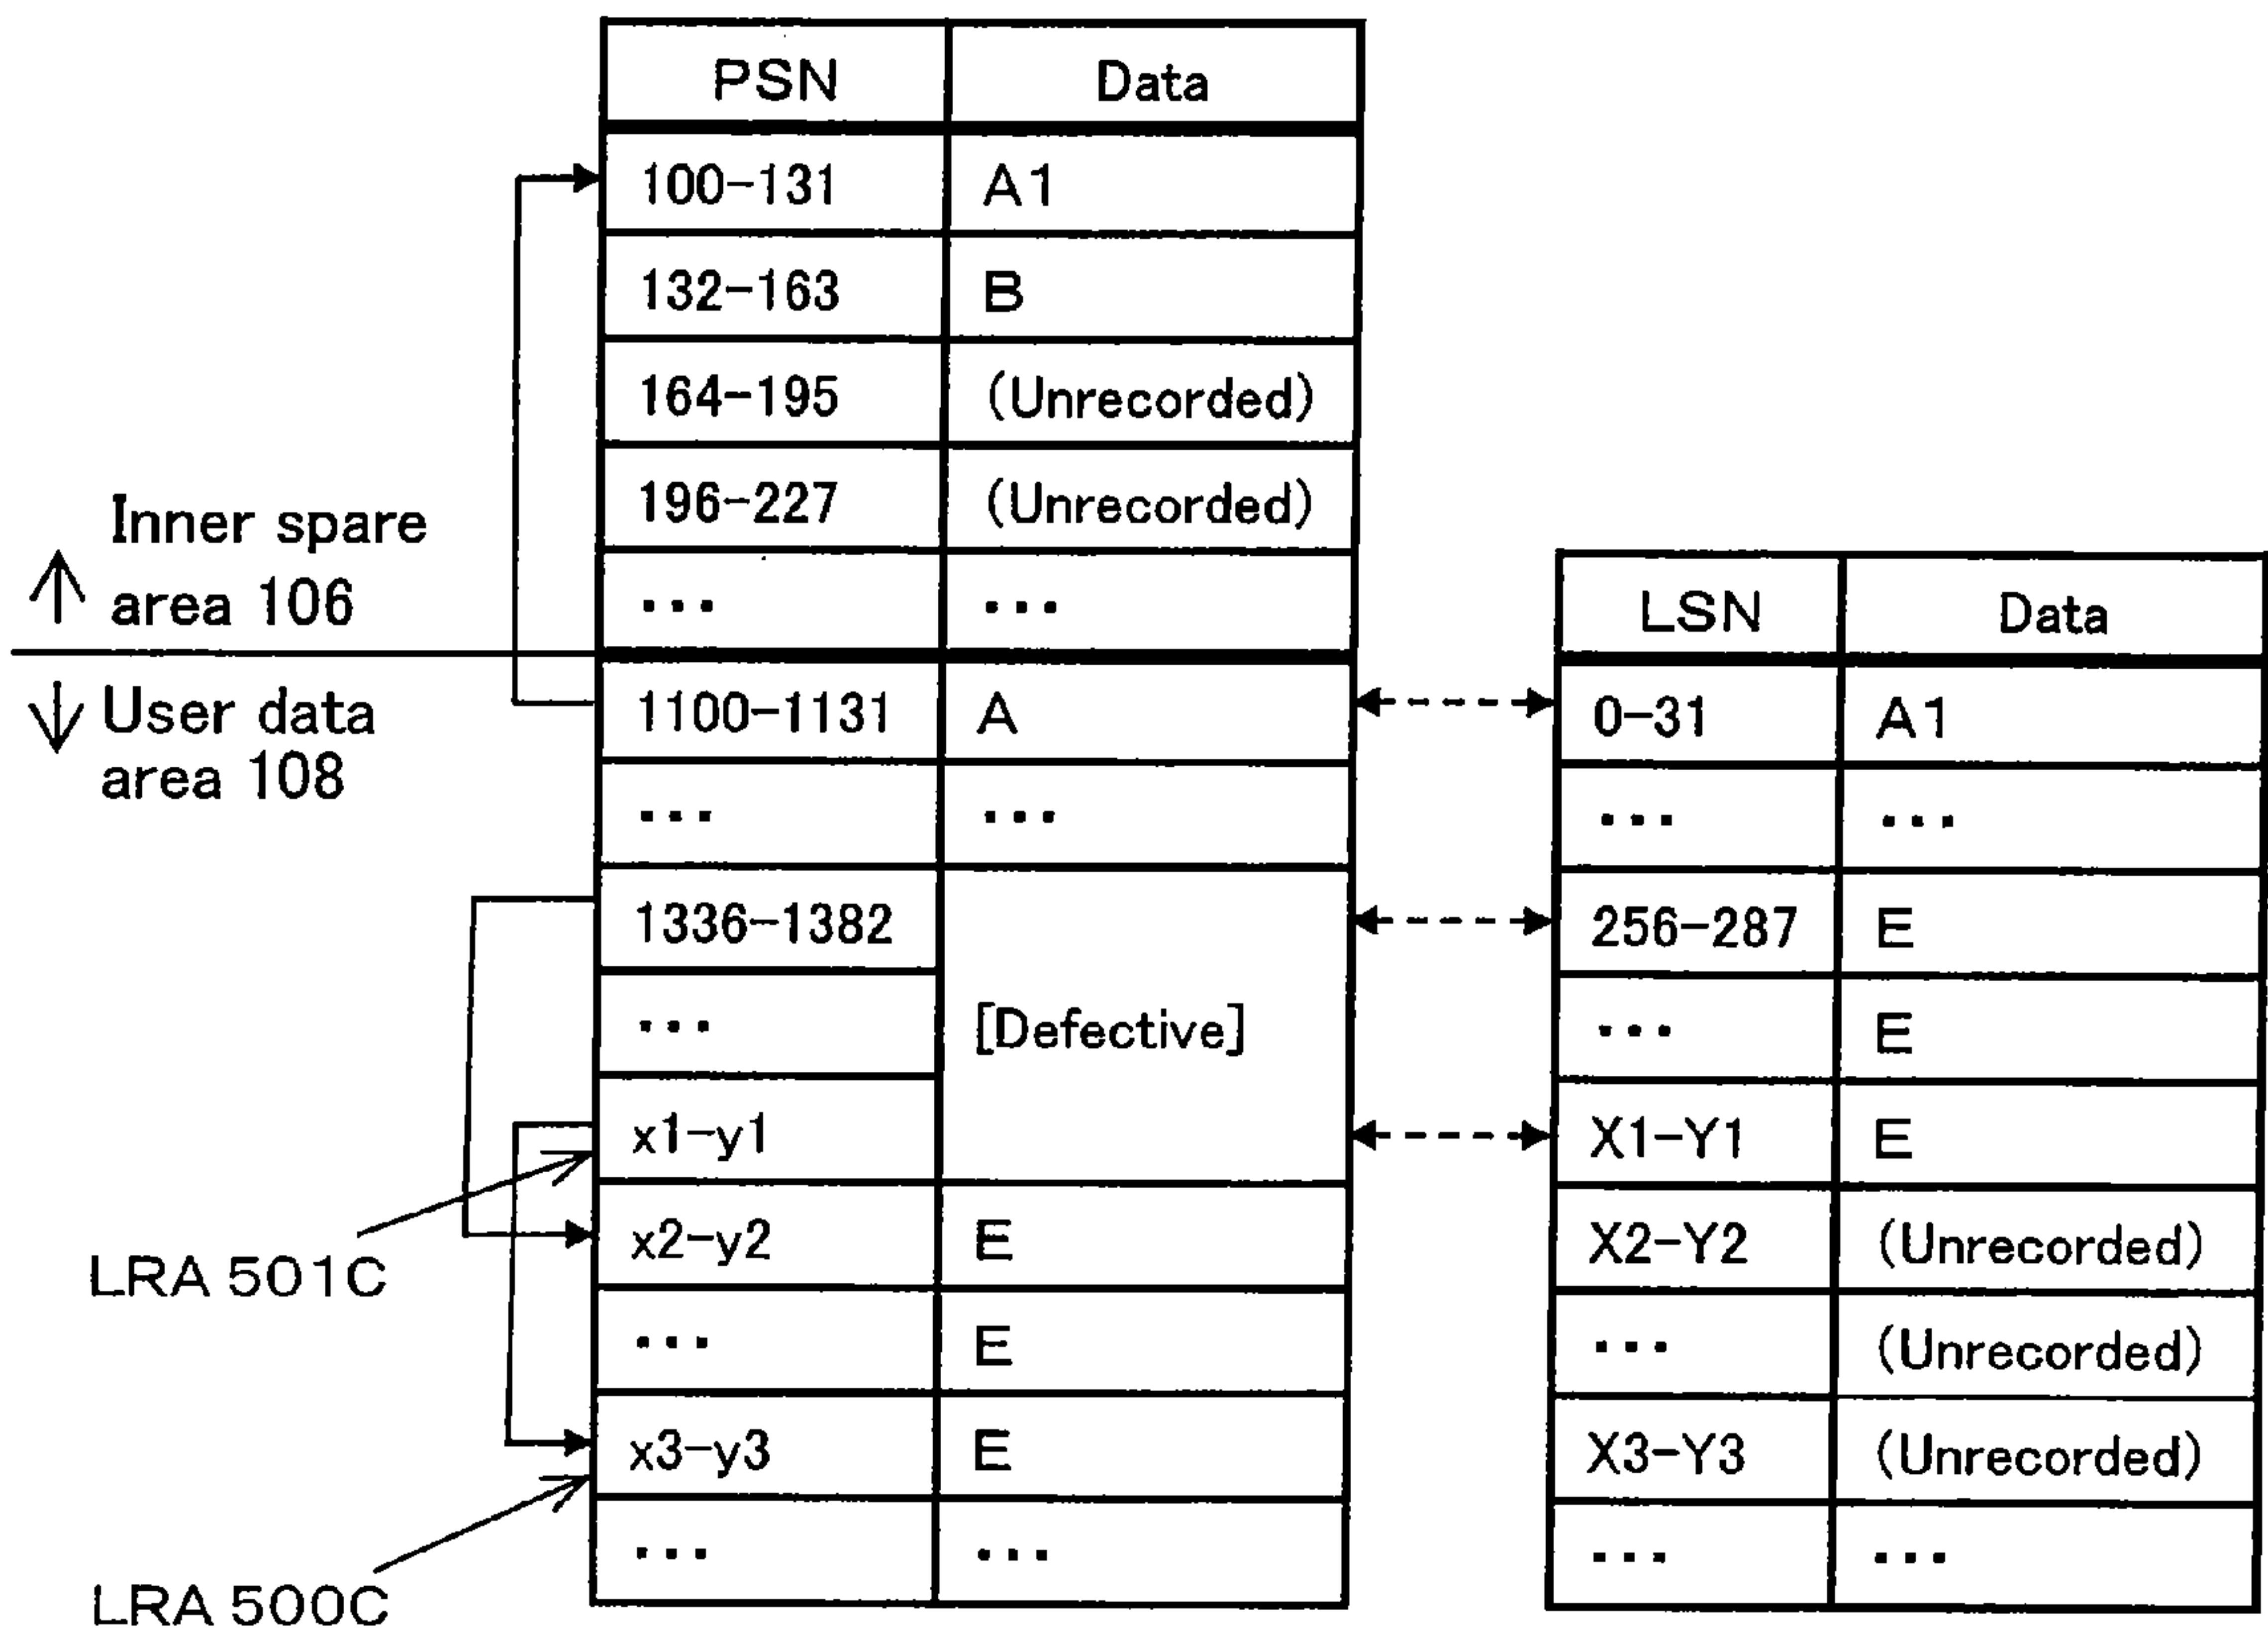 PSN Data
100-131 A1
132-163 B
164-195 (Unrecorded)
196-227 (Unrecorded)
... ...
1100-1131 A
... ...
1336-1382 [Defective]
...
x1-y1
x2-y2 E
... E
x3-y3 E
... ...
Inner spare
↑ area 106
↓ User data
area 108
LRA 501C
LRA 500C
LSN Data
0-31 A1
... ...
256-287 E
... E
X1-Y1 E
X2-Y2 (Unrecorded)
... (Unrecorded)
X3-Y3 (Unrecorded)
... ...